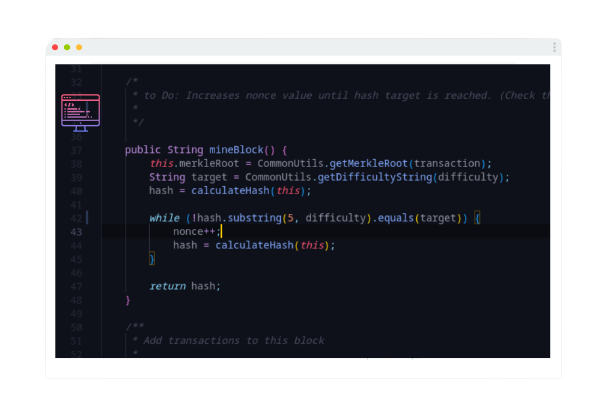 31
32 /*
* to Do: Increases nonce value until hash target is reached. (Check th
*
*/
36
37 public String mineBlock() {
38 this.merkleRoot = CommonUtils.getMerkleRoot(transaction);
39 String target = CommonUtils.getDifficultyString(difficulty);
40 hash = calculateHash(this);
41
42 while (!hash.substring(5, difficulty).equals(target)) {
43 nonce++;
44 hash = calculateHash(this);
45 }
46
47 return hash;
48 }
49
50 /**
51 * Add transactions to this block
52 *